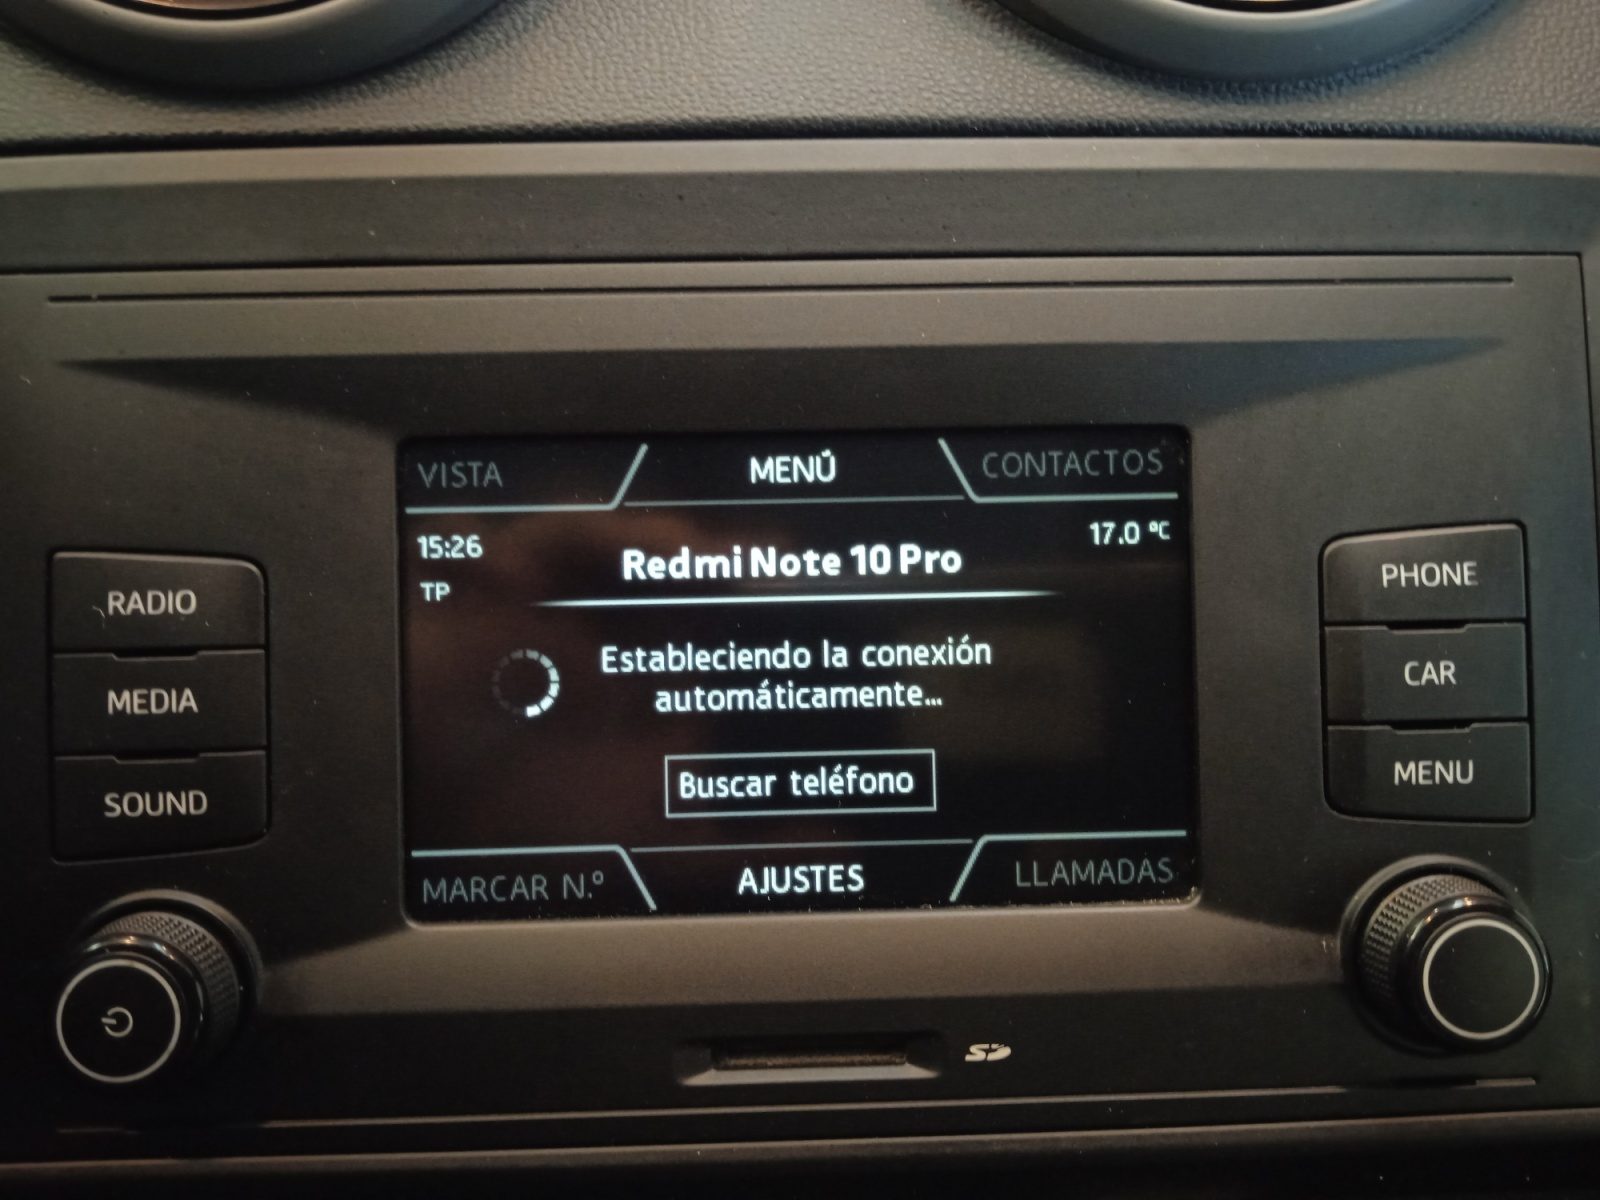 VISTA
MENÚ
CONTACTOS
15:26
17.0 °C
TP
Redmi Note 10 Pro
Estableciendo la conexión
automáticamente...
Buscar teléfono
MARCAR N.º
AJUSTES
LLAMADAS
RADIO
MEDIA
SOUND
PHONE
CAR
MENU
SD